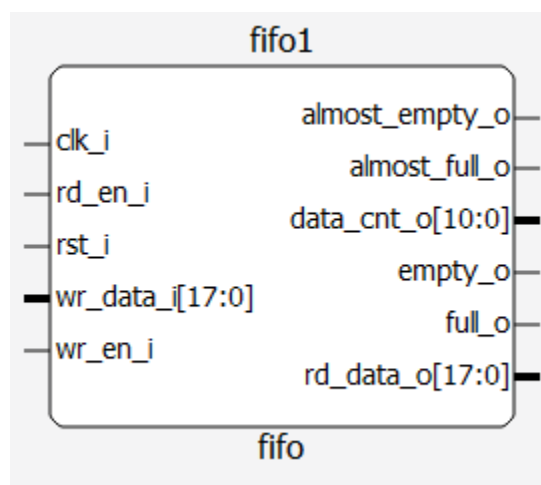 fifo1
clk_i
rd_en_i
rst_i
wr_data_i[17:0]
wr_en_i
almost_empty_o
almost_full_o
data_cnt_o[10:0]
empty_o
full_o
rd_data_o[17:0]
fifo